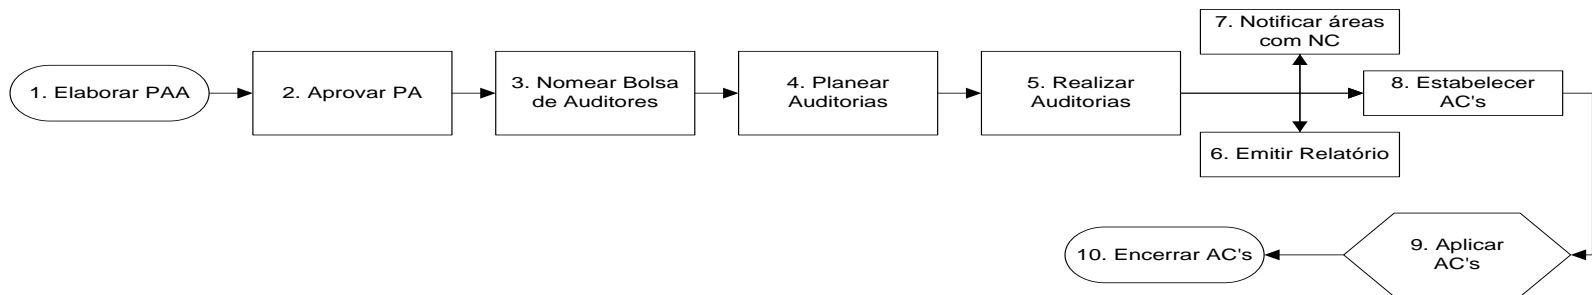 1. Elaborar PAA
2. Aprovar PA
3. Nomear Bolsa
de Auditores
4. Planear
Auditorias
5. Realizar
Auditorias
7. Notificar áreas
com NC
6. Emitir Relatório
8. Estabelecer
AC's
9. Aplicar
AC's
10. Encerrar AC's